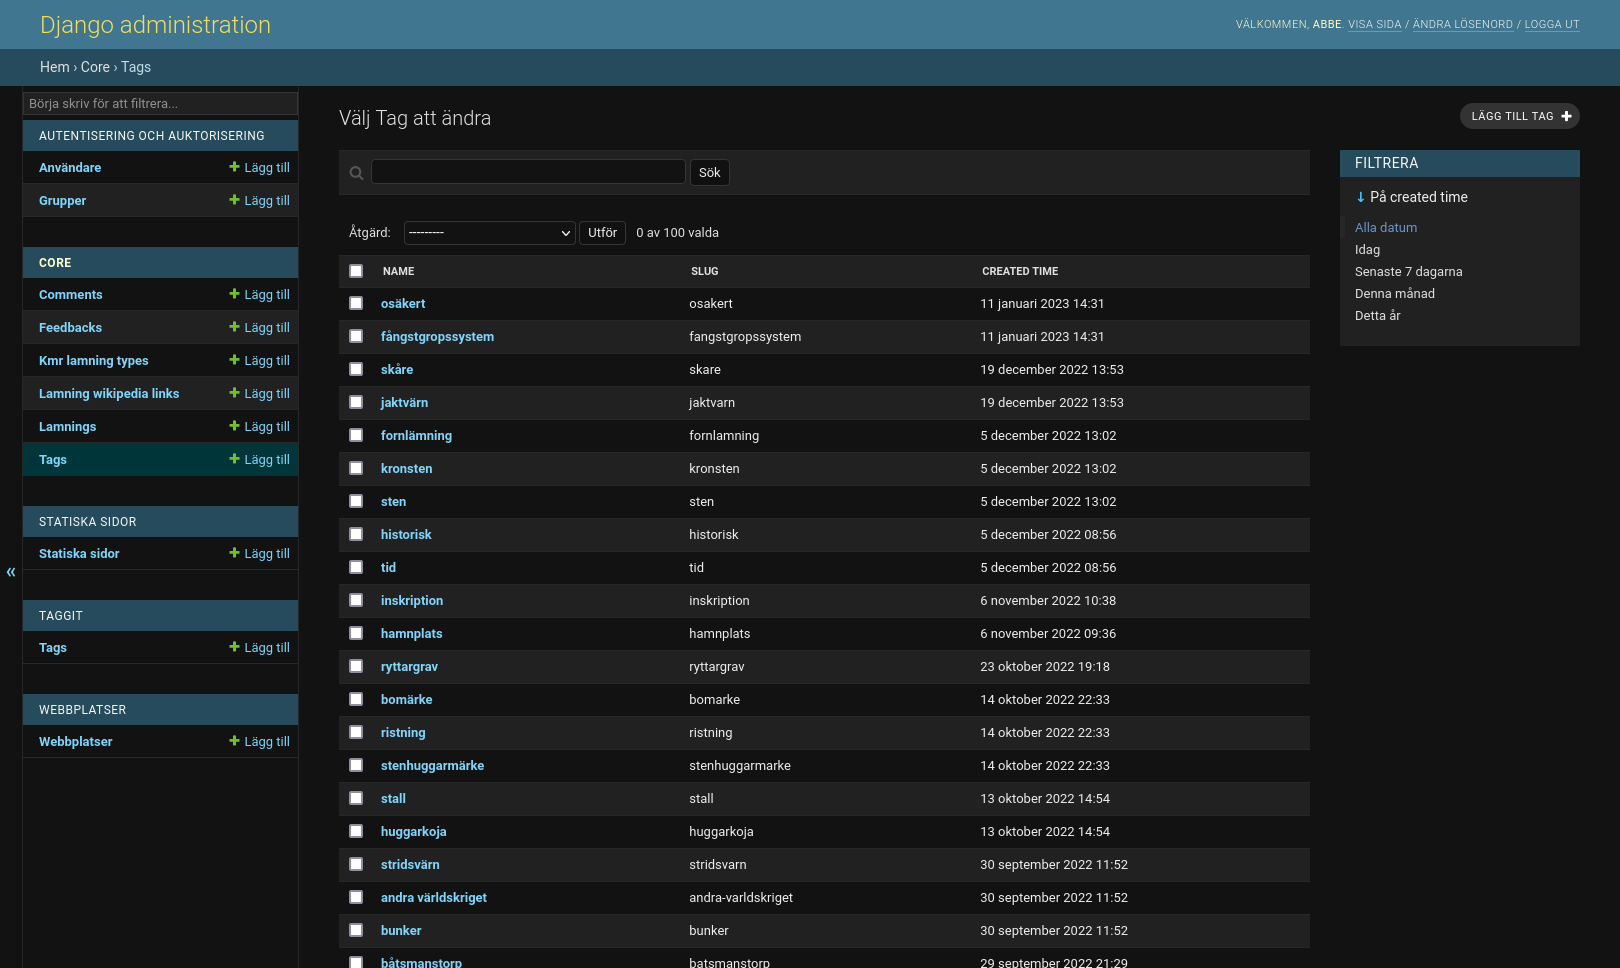 Django administration
VÄLKOMMEN, ABBE. VISA SIDA / ÄNDRA LÖSENORD / LOGGA UT
Hem › Core › Tags
Börja skriv för att filtrera...
AUTENTISERING OCH AUKTORISERING
Användare Lägg till
Grupper Lägg till
CORE
Comments Lägg till
Feedbacks Lägg till
Kmr lamning types Lägg till
Lamning wikipedia links Lägg till
Lamnings Lägg till
Tags Lägg till
STATISKA SIDOR
Statiska sidor Lägg till
TAGGIT
Tags Lägg till
WEBBPLATSER
Webbplatser Lägg till
«
Välj Tag att ändra
LÄGG TILL TAG
Sök
Åtgärd: --------- Utför 0 av 100 valda
NAME SLUG CREATED TIME
osäkert osakert 11 januari 2023 14:31
fångstgropssystem fangstgropssystem 11 januari 2023 14:31
skåre skare 19 december 2022 13:53
jaktvärn jaktvarn 19 december 2022 13:53
fornlämning fornlamning 5 december 2022 13:02
kronsten kronsten 5 december 2022 13:02
sten sten 5 december 2022 13:02
historisk historisk 5 december 2022 08:56
tid tid 5 december 2022 08:56
inskription inskription 6 november 2022 10:38
hamnplats hamnplats 6 november 2022 09:36
ryttargrav ryttargrav 23 oktober 2022 19:18
bomärke bomarke 14 oktober 2022 22:33
ristning ristning 14 oktober 2022 22:33
stenhuggarmärke stenhuggarmarke 14 oktober 2022 22:33
stall stall 13 oktober 2022 14:54
huggarkoja huggarkoja 13 oktober 2022 14:54
stridsvärn stridsvarn 30 september 2022 11:52
andra världskriget andra-varldskriget 30 september 2022 11:52
bunker bunker 30 september 2022 11:52
båtsmanstorp batsmanstorp 29 september 2022 21:29
FILTRERA
↓ På created time
Alla datum
Idag
Senaste 7 dagarna
Denna månad
Detta år